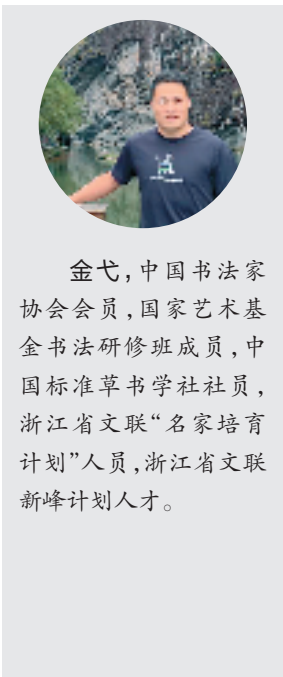 金弋，中国书法家
协会会员，国家艺术基
金书法研修班成员，中
国标准草书学社社员，
浙江省文联“名家培育
计划”人员，浙江省文联
新峰计划人才。